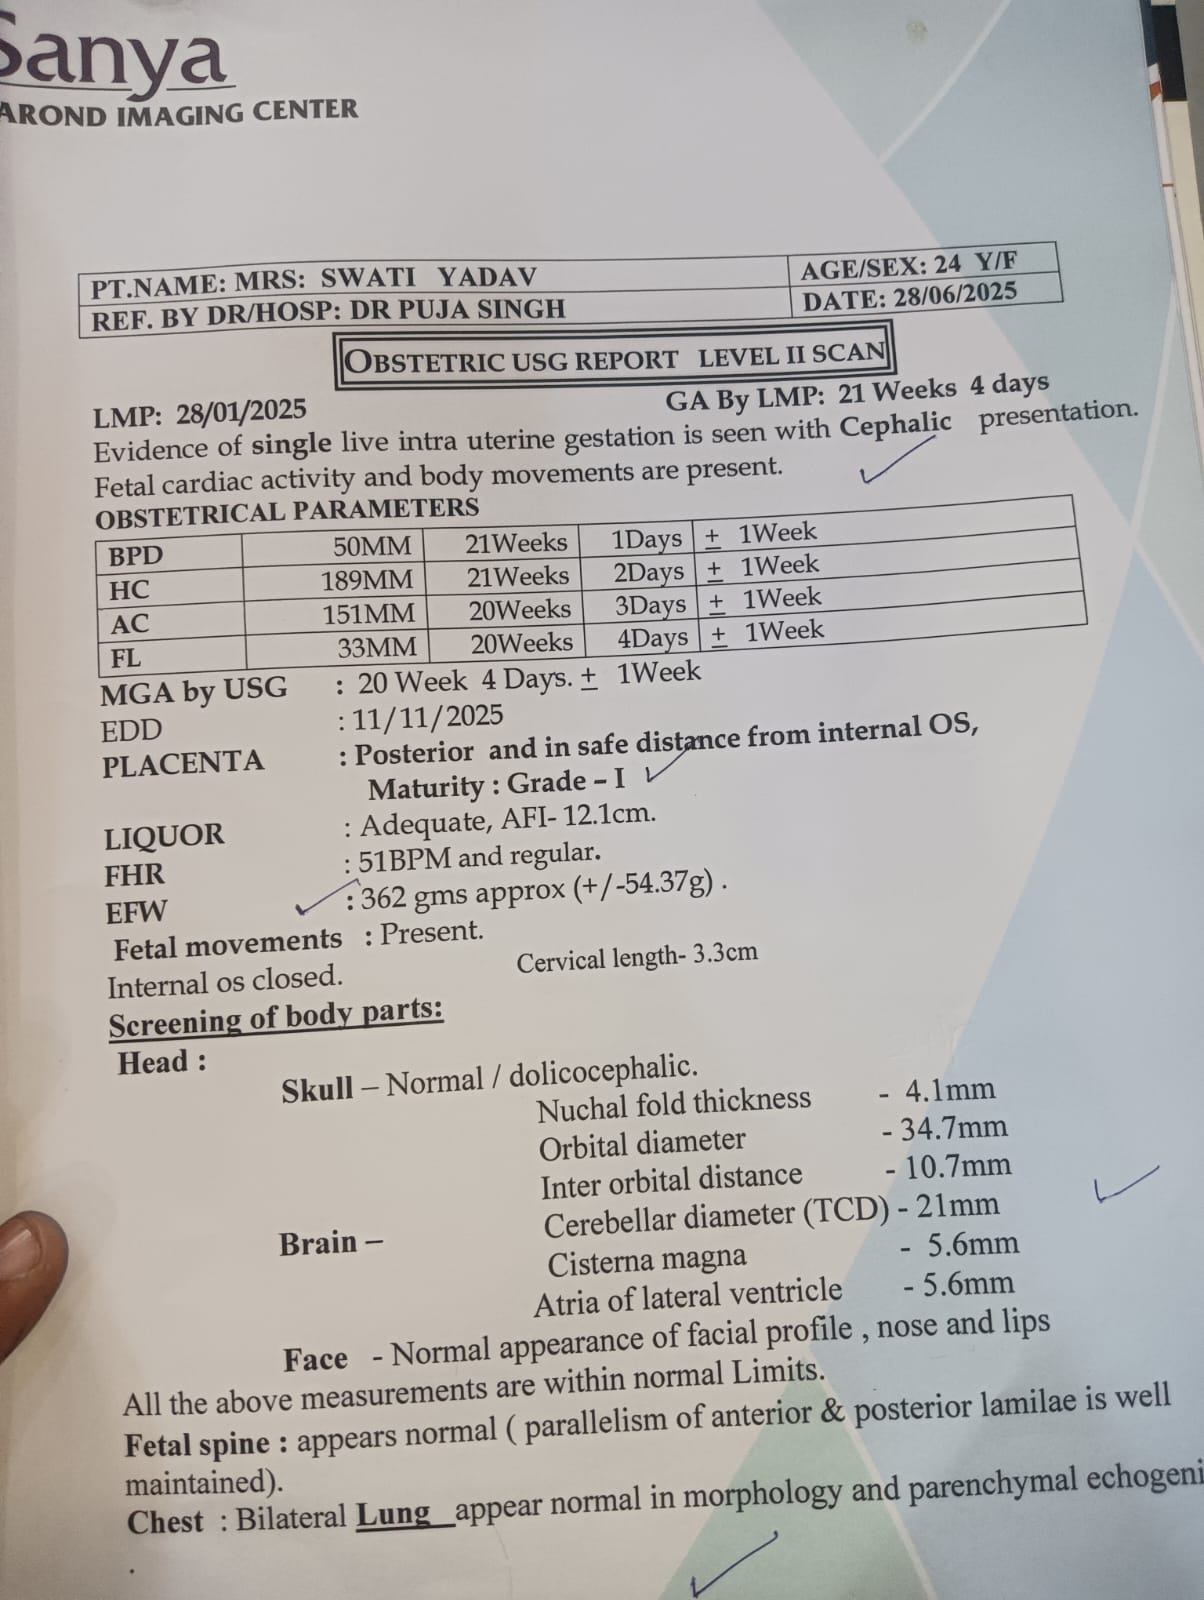 Sanya
AROND IMAGING CENTER
PT.NAME: MRS: SWATI YADAV AGE/SEX: 24 Y/F
REF. BY DR/HOSP: DR PUJA SINGH DATE: 28/06/2025
OBSTETRIC USG REPORT LEVEL II SCAN
LMP: 28/01/2025 GA By LMP: 21 Weeks 4 days
Evidence of single live intra uterine gestation is seen with Cephalic presentation.
Fetal cardiac activity and body movements are present.
OBSTETRICAL PARAMETERS
BPD 50MM 21Weeks 1Days ± 1Week
HC 189MM 21Weeks 2Days ± 1Week
AC 151MM 20Weeks 3Days ± 1Week
FL 33MM 20Weeks 4Days ± 1Week
MGA by USG : 20 Week 4 Days. ± 1Week
EDD : 11/11/2025
PLACENTA : Posterior and in safe distance from internal OS,
Maturity : Grade – I
LIQUOR : Adequate, AFI- 12.1cm.
FHR : 51BPM and regular.
EFW : 362 gms approx (+/-54.37g) .
Fetal movements : Present.
Internal os closed. Cervical length- 3.3cm
Screening of body parts:
Head :
Skull – Normal / dolicocephalic.
Nuchal fold thickness - 4.1mm
Orbital diameter - 34.7mm
Inter orbital distance - 10.7mm
Brain – Cerebellar diameter (TCD) - 21mm
Cisterna magna - 5.6mm
Atria of lateral ventricle - 5.6mm
Face - Normal appearance of facial profile , nose and lips
All the above measurements are within normal Limits.
Fetal spine : appears normal ( parallelism of anterior & posterior lamilae is well
maintained).
Chest : Bilateral Lung appear normal in morphology and parenchymal echogeni